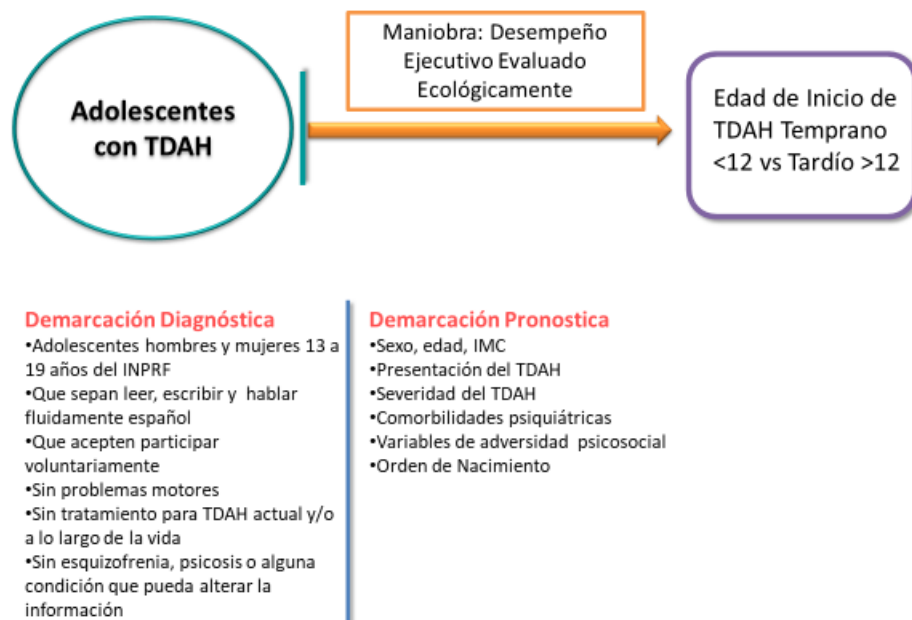 Adolescentes
con TDAH
Maniobra: Desempeño
Ejecutivo Evaluado
Ecológicamente
Edad de Inicio de
TDAH Temprano
<12 vs Tardío >12
Demarcación Diagnóstica
•Adolescentes hombres y mujeres 13 a
19 años del INPRF
•Que sepan leer, escribir y hablar
fluidamente español
•Que acepten participar
voluntariamente
•Sin problemas motores
•Sin tratamiento para TDAH actual y/o
a lo largo de la vida
•Sin esquizofrenia, psicosis o alguna
condición que pueda alterar la
información
Demarcación Pronostica
•Sexo, edad, IMC
•Presentación del TDAH
•Severidad del TDAH
•Comorbilidades psiquiátricas
•Variables de adversidad psicosocial
•Orden de Nacimiento